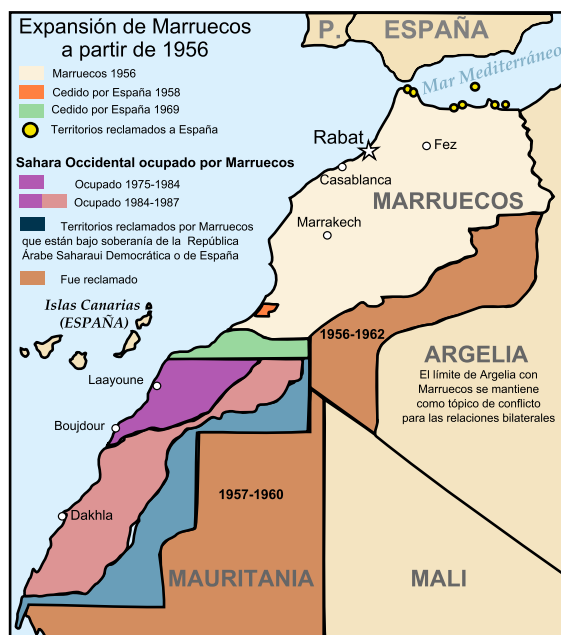 Expansión de Marruecos
a partir de 1956
Marruecos 1956
Cedido por España 1958
Cedido por España 1969
Territorios reclamados a España
Sahara Occidental ocupado por Marruecos
Ocupado 1975-1984
Ocupado 1984-1987
Territorios reclamados por Marruecos
que están bajo soberanía de la República
Árabe Saharaui Democrática o de España
Fue reclamado
P.
ESPAÑA
Mar Mediterráneo
Rabat
Fez
Casablanca
MARRUECOS
Marrakech
Islas Canarias
(ESPAÑA)
1956-1962
ARGELIA
El límite de Argelia con
Marruecos se mantiene
como tópico de conflicto
para las relaciones bilaterales
Laayoune
Boujdour
1957-1960
Dakhla
MAURITANIA
MALI